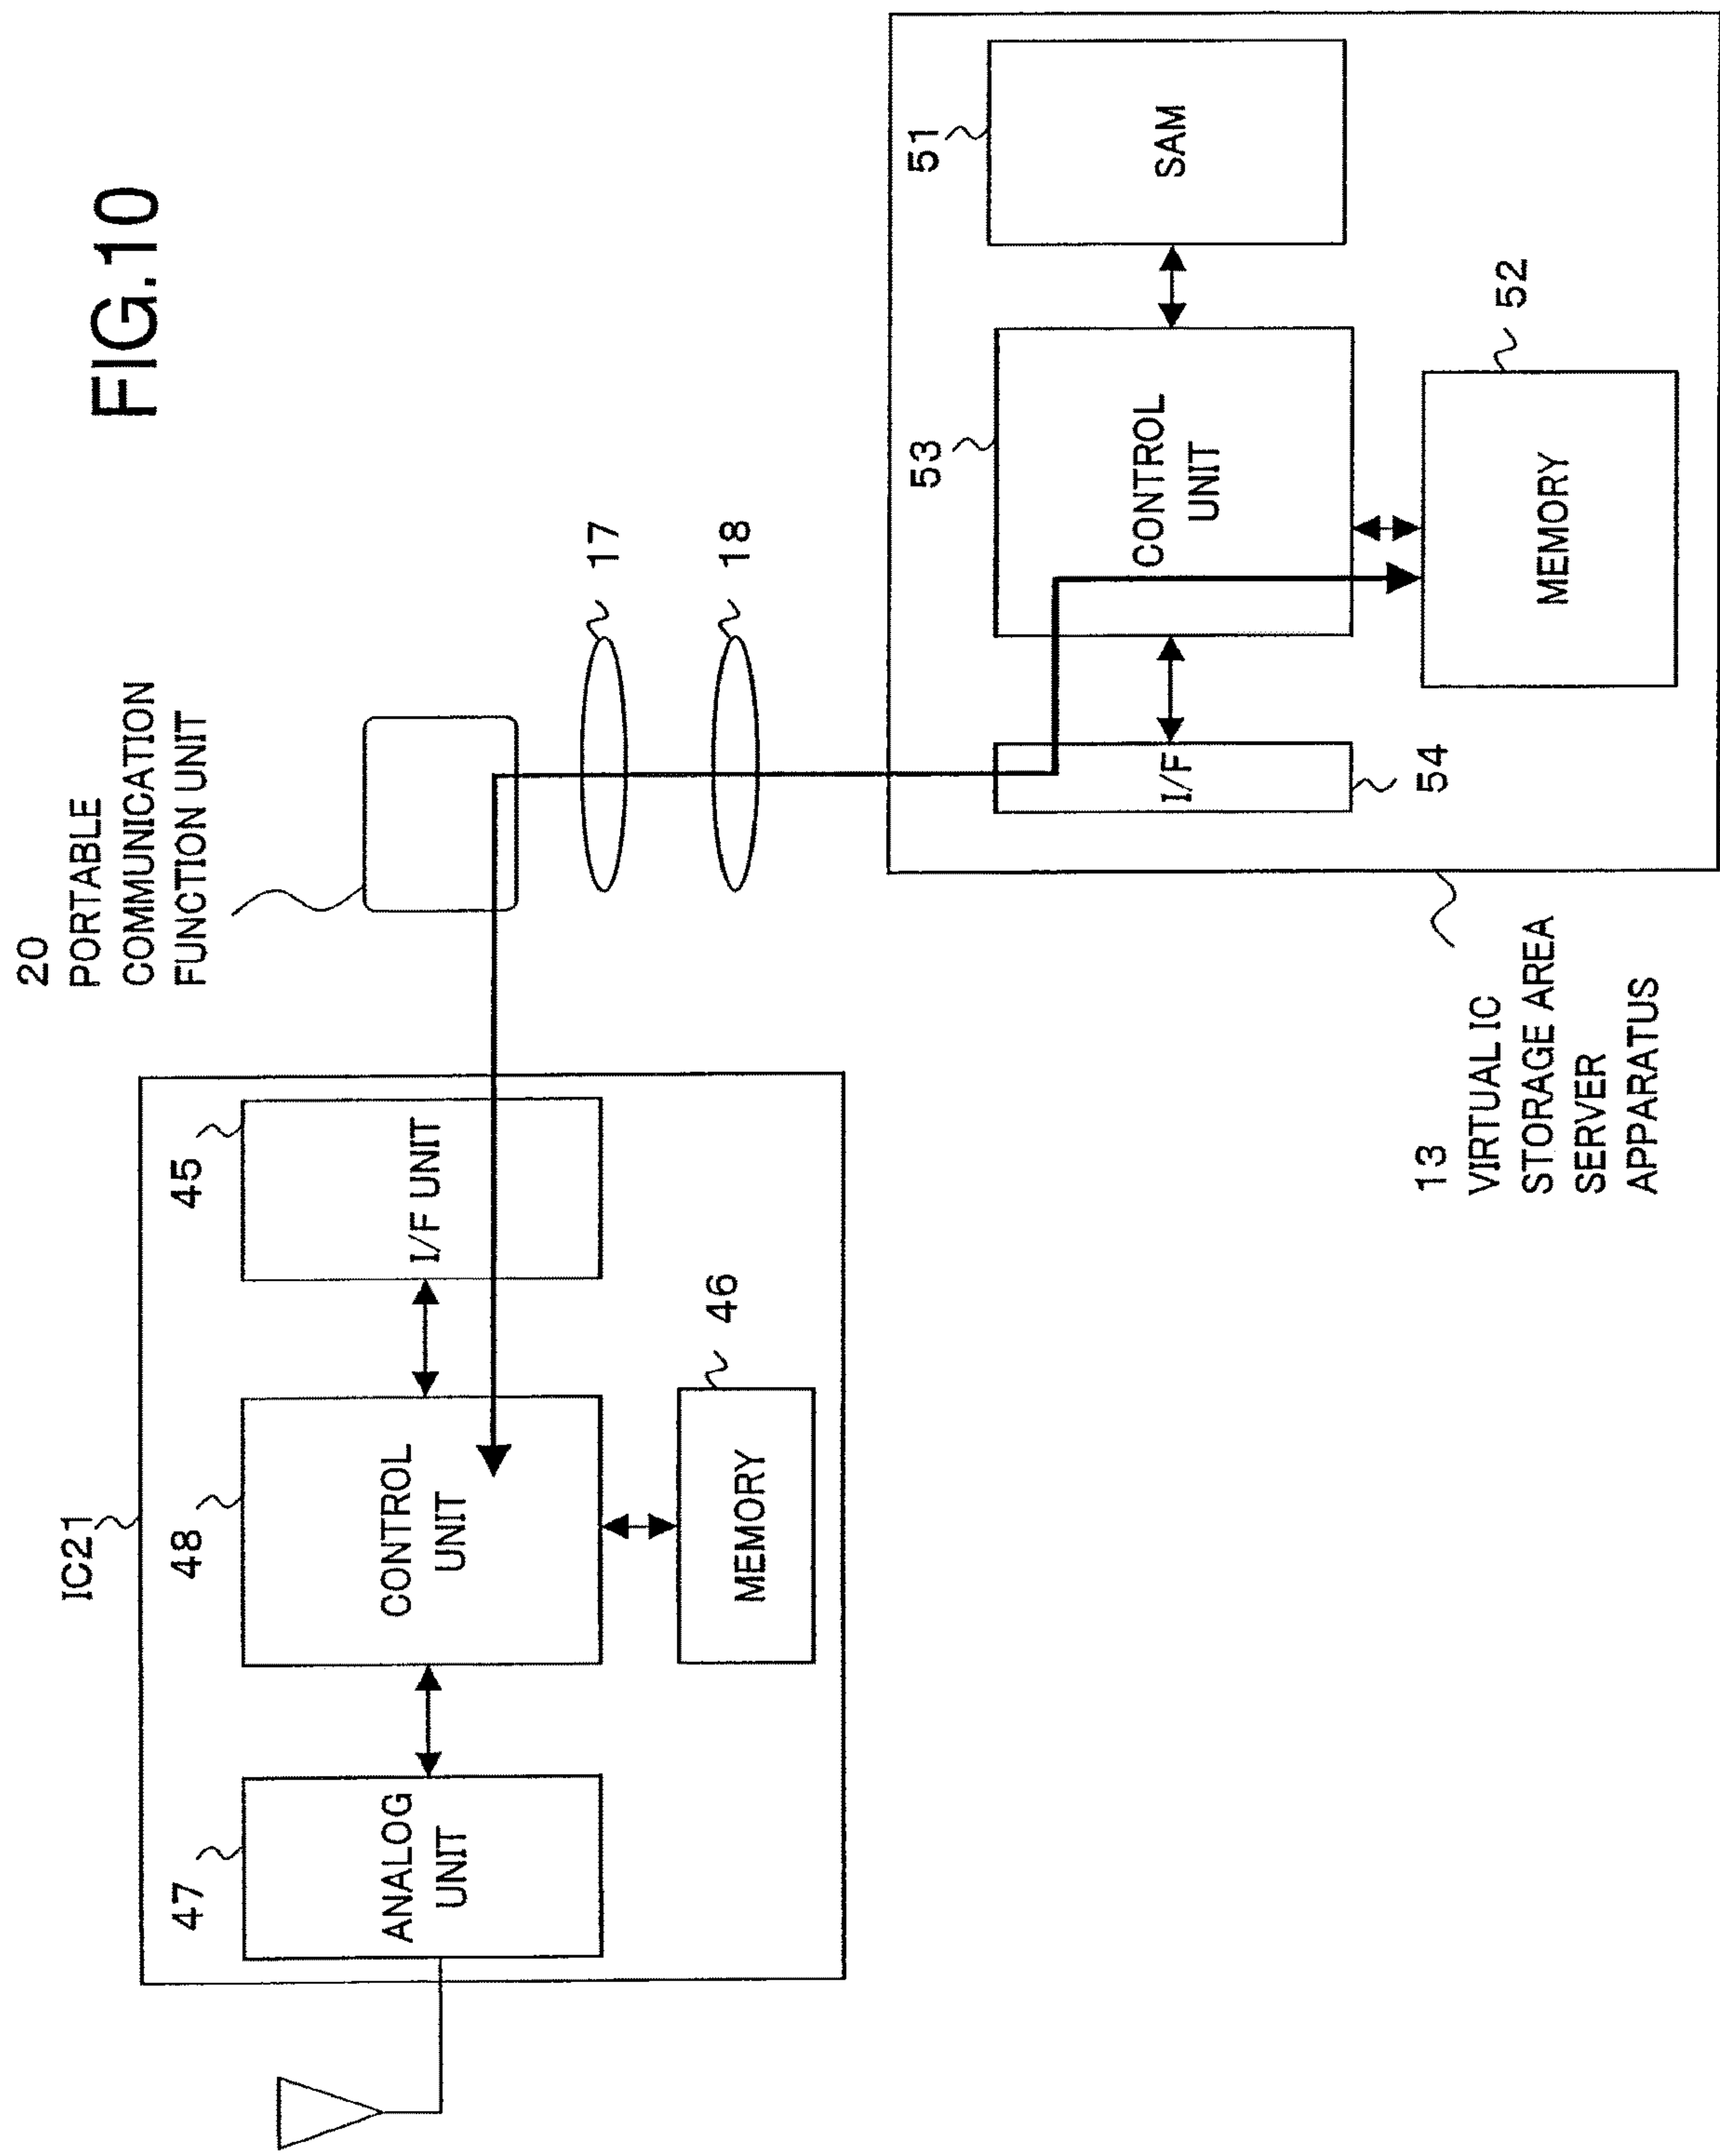 FIG.10
IC21
47
ANALOG
UNIT
48
CONTROL
UNIT
45
I/F UNIT
46
MEMORY
20
PORTABLE
COMMUNICATION
FUNCTION UNIT
17
18
13
VIRTUAL IC
STORAGE AREA
SERVER
APPARATUS
54
I/F
53
CONTROL
UNIT
51
SAM
52
MEMORY